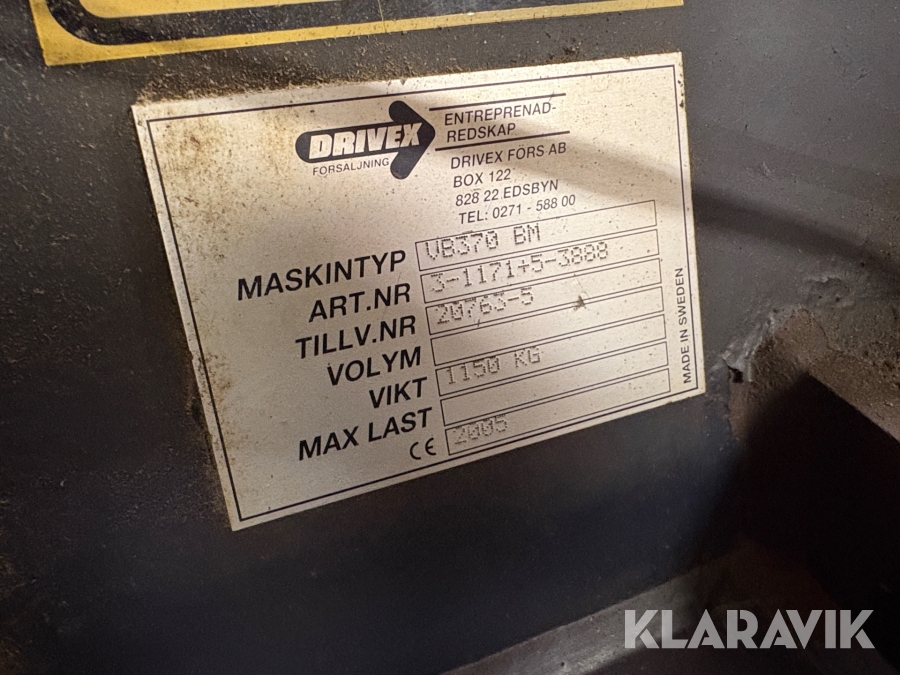 DRIVEX
FÖRSÄLJNING
ENTREPRENAD-
REDSKAP
DRIVEX FÖRS AB
BOX 122
828 22 EDSBYN
TEL: 0271 - 588 00
MASKINTYP VB370 BM
ART.NR 3-1171+5-3888
TILLV.NR 20763-5
VOLYM
VIKT 1150 KG
MAX LAST
CE 2005
MADE IN SWEDEN
KLARAVIK